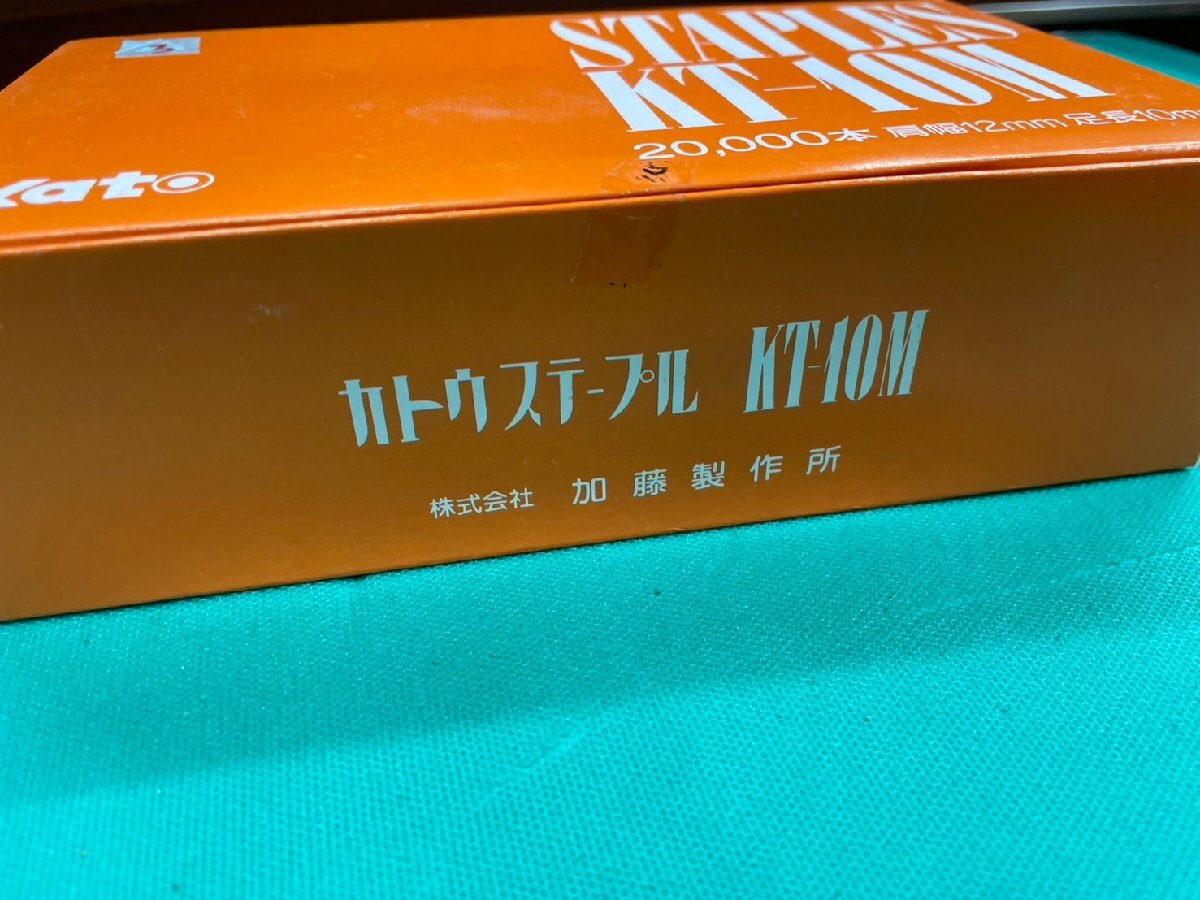 STAPLES
KT-10M
20,000本 肩幅12mm 足長10m
Kato
カトウステープル KT-10M
株式会社 加藤製作所